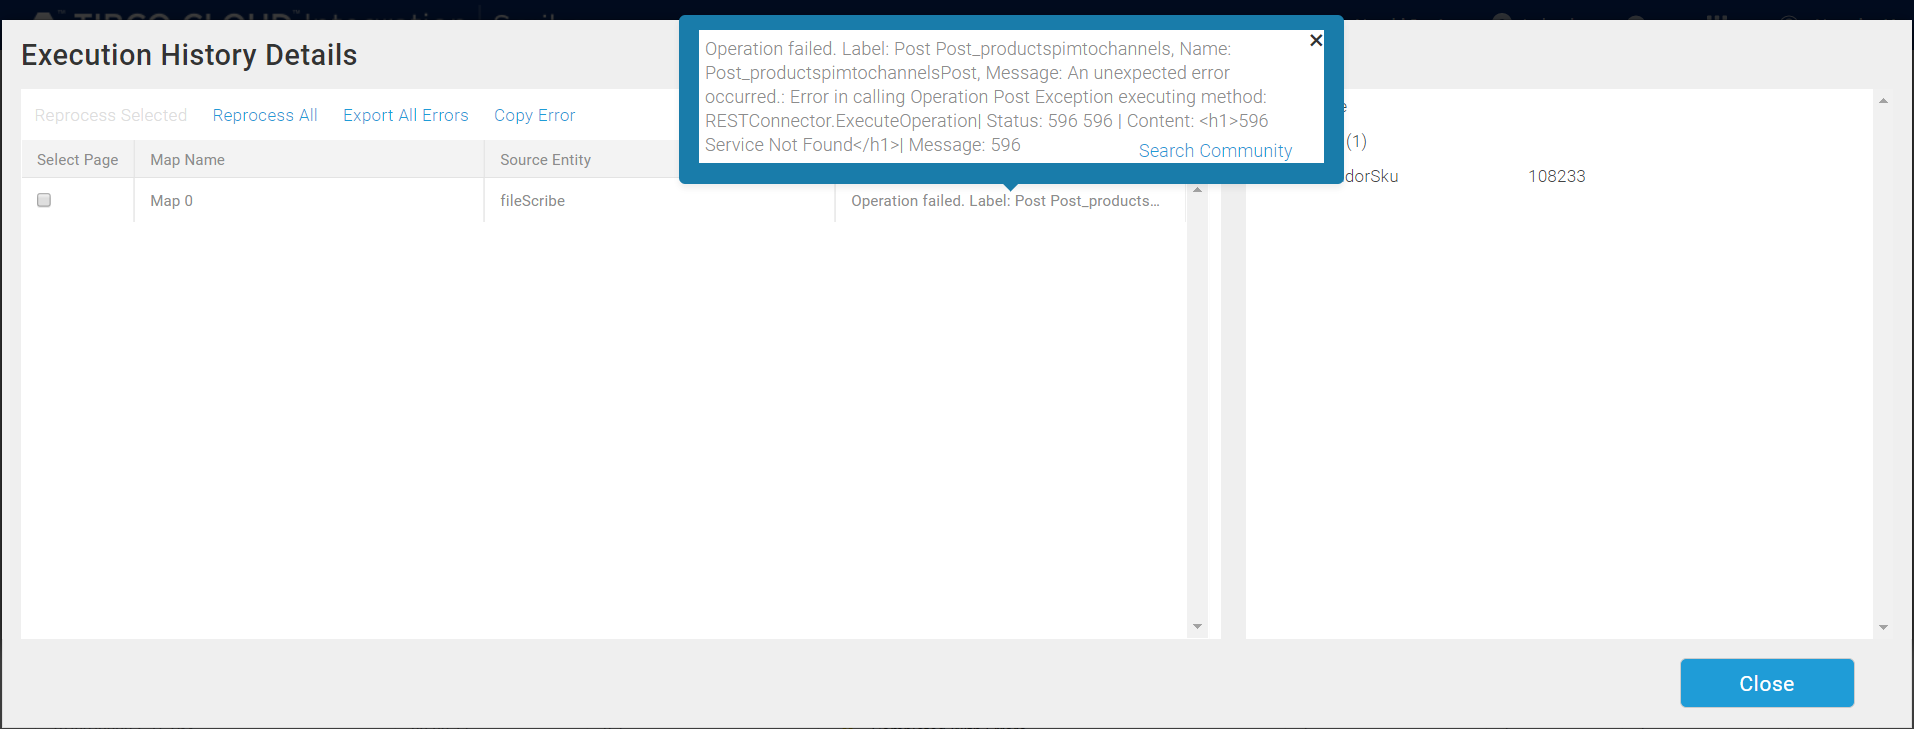 TIBCO CLOUD™ Integration
Execution History Details
Operation failed. Label: Post Post_productspimtochannels, Name:
Post_productspimtochannelsPost, Message: An unexpected error
occurred.: Error in calling Operation Post Exception executing method:
RESTConnector.ExecuteOperation| Status: 596 596 | Content: <h1>596
Service Not Found</h1>| Message: 596
Search Community
Reprocess Selected
Reprocess All
Export All Errors
Copy Error
Select Page
Map Name
Source Entity
Map 0
fileScribe
Operation failed. Label: Post Post_products...
(1)
dorSku
108233
Close